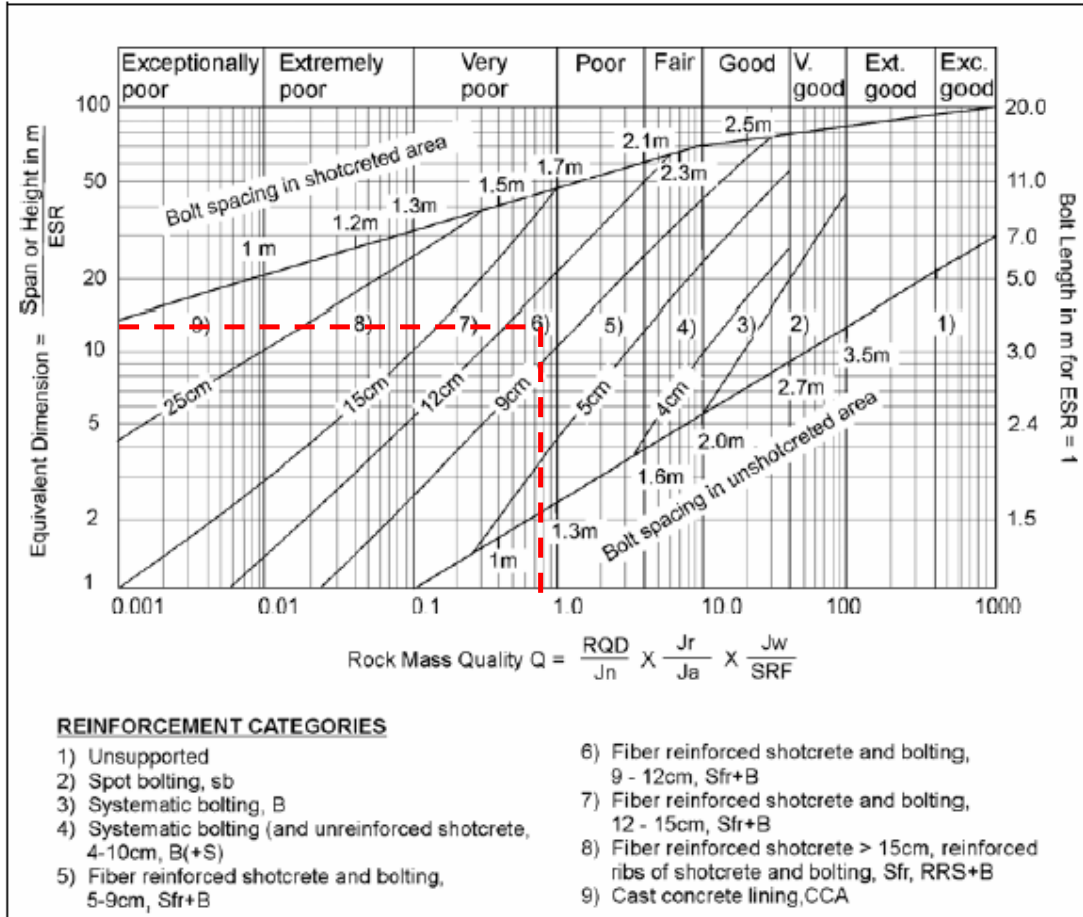 Exceptionally poor
Extremely poor
Very poor
Poor
Fair
Good
V. good
Ext. good
Exc. good
100
50
20
10
5
2
1
Equivalent Dimension = Span or Height in m
ESR
20.0
11.0
7.0
5.0
3.0
2.4
1.5
Bolt Length in m for ESR = 1
Bolt spacing in shotcreted area
1 m
1.2m
1.3m
1.5m
1.7m
2.1m
2.3m
2.5m
9)
8)
7)
6)
5)
4)
3)
2)
1)
25cm
15cm
12cm
9cm
5cm
4cm
3.5m
2.7m
2.0m
1.6m
1.3m
1m
Bolt spacing in unshotcreted area
0.001
0.01
0.1
1.0
10.0
100
1000
Rock Mass Quality Q = RQD X Jr X Jw
Jn Ja SRF
REINFORCEMENT CATEGORIES
1) Unsupported
2) Spot bolting, sb
3) Systematic bolting, B
4) Systematic bolting (and unreinforced shotcrete,
4-10cm, B(+S)
5) Fiber reinforced shotcrete and bolting,
5-9cm, Sfr+B
6) Fiber reinforced shotcrete and bolting,
9 - 12cm, Sfr+B
7) Fiber reinforced shotcrete and bolting,
12 - 15cm, Sfr+B
8) Fiber reinforced shotcrete > 15cm, reinforced
ribs of shotcrete and bolting, Sfr, RRS+B
9) Cast concrete lining,CCA